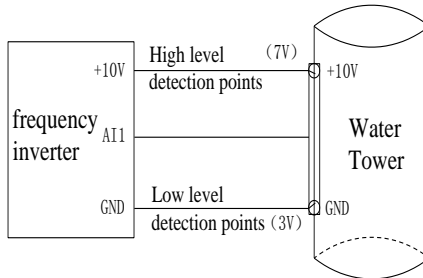 High level
(7V)
detection points
+10V
+10V
frequency
inverter
AI1
Water
Tower
Low level
GND
GND
detection points
(3V)